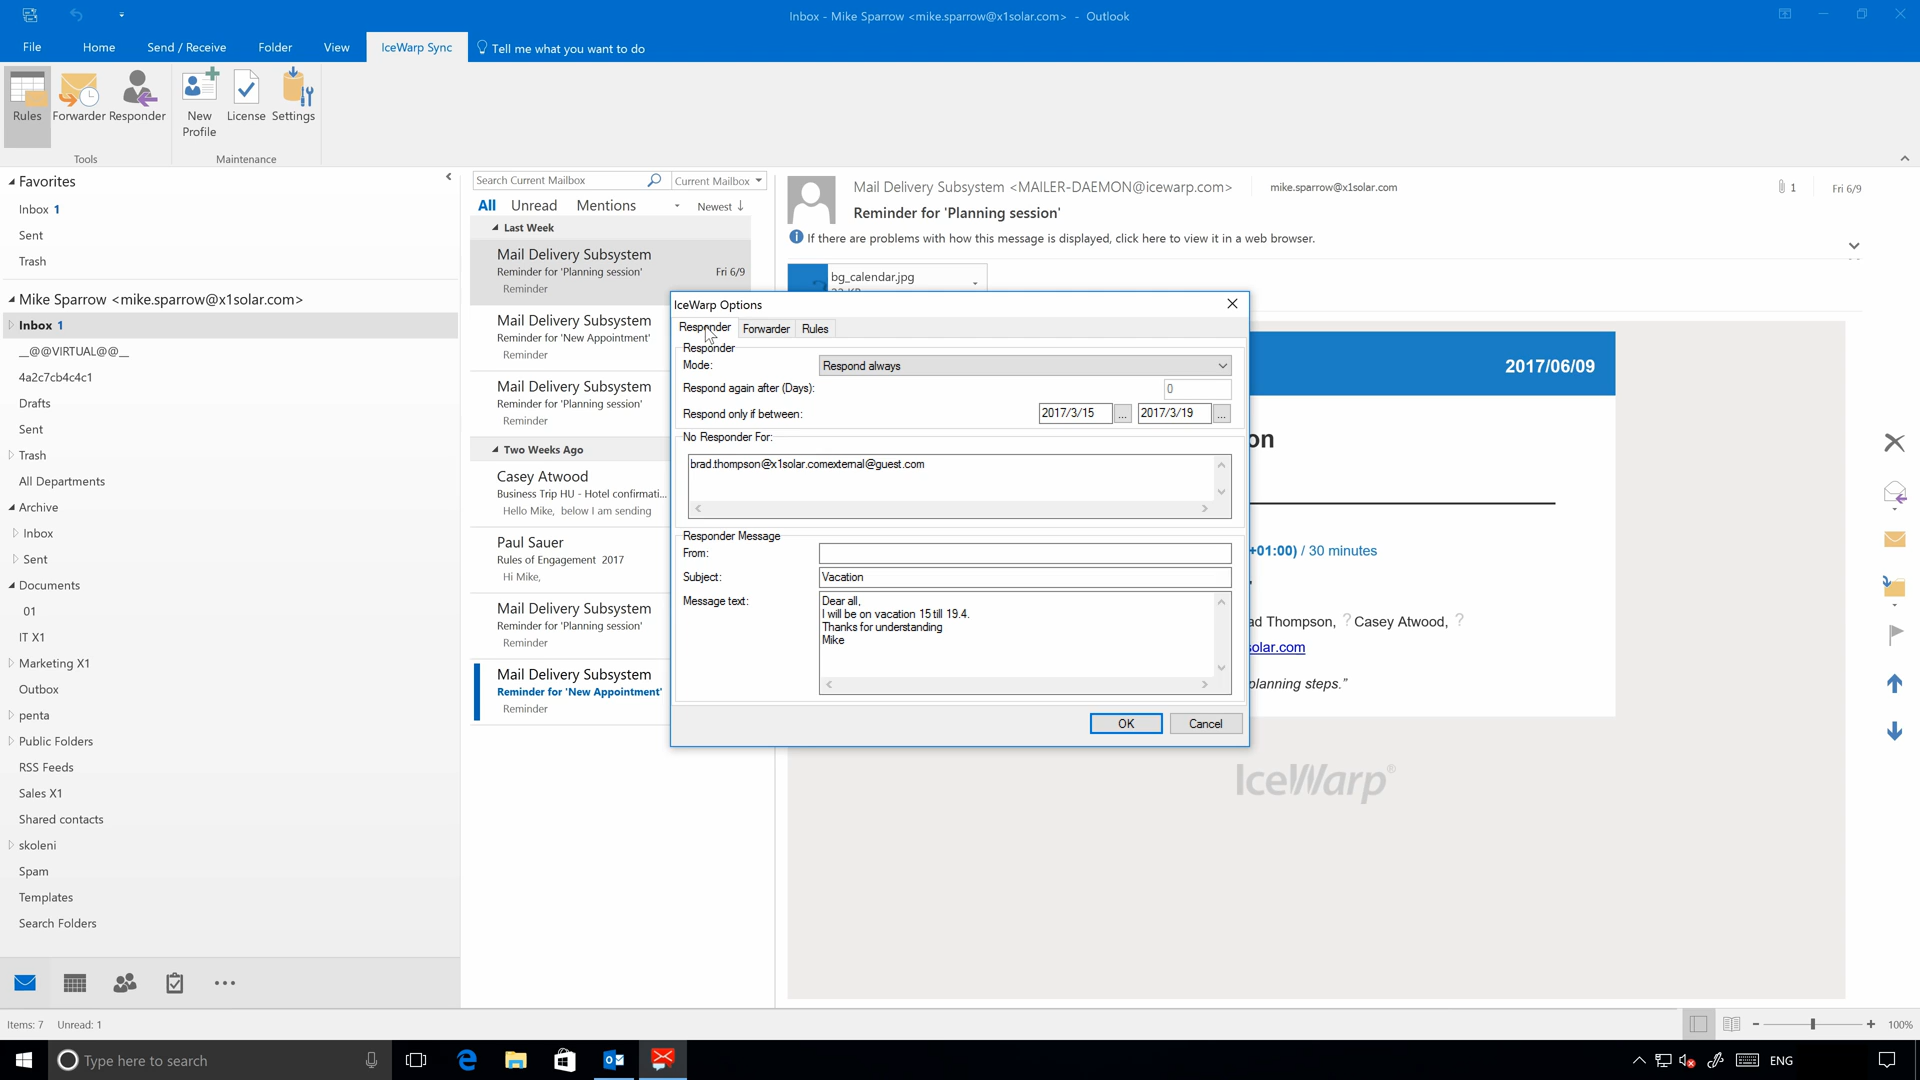 Inbox - Mike Sparrow <mike.sparrow@x1solar.com> - Outlook
File Home Send / Receive Folder View IceWarp Sync Tell me what you want to do
Rules Forwarder Responder New Profile License Settings
Tools Maintenance
Favorites
Inbox 1
Sent
Trash
Mike Sparrow <mike.sparrow@x1solar.com>
Inbox 1
__@@VIRTUAL@@__
4a2c7cb4c4c1
Drafts
Sent
Trash
All Departments
Archive
Inbox
Sent
Documents
01
IT X1
Marketing X1
Outbox
penta
Public Folders
RSS Feeds
Sales X1
Shared contacts
skoleni
Spam
Templates
Search Folders
Search Current Mailbox Current Mailbox
All Unread Mentions Newest ↓
Last Week
Mail Delivery Subsystem
Reminder for 'Planning session' Fri 6/9
Reminder
Mail Delivery Subsystem
Reminder for 'New Appointment'
Reminder
Mail Delivery Subsystem
Reminder for 'Planning session'
Reminder
Two Weeks Ago
Casey Atwood
Business Trip HU - Hotel confirmati...
Hello Mike, below I am sending
Paul Sauer
Rules of Engagement 2017
Hi Mike,
Mail Delivery Subsystem
Reminder for 'Planning session'
Reminder
Mail Delivery Subsystem
Reminder for 'New Appointment'
Reminder
Mail Delivery Subsystem <MAILER-DAEMON@icewarp.com> mike.sparrow@x1solar.com 1 Fri 6/9
Reminder for 'Planning session'
If there are problems with how this message is displayed, click here to view it in a web browser.
bg_calendar.jpg
IceWarp Options
Responder Forwarder Rules
Responder
Mode: Respond always
Respond again after (Days): 0
Respond only if between: 2017/3/15 ... 2017/3/19 ...
No Responder For:
brad.thompson@x1solar.comexternal@guest.com
Responder Message
From:
Subject: Vacation
Message text: Dear all,
I will be on vacation 15 till 19.4.
Thanks for understanding
Mike
OK Cancel
2017/06/09
on
+01:00) / 30 minutes
ad Thompson, ? Casey Atwood, ?
solar.com
planning steps."
IceWarp®
Items: 7 Unread: 1
100%
Type here to search
ENG